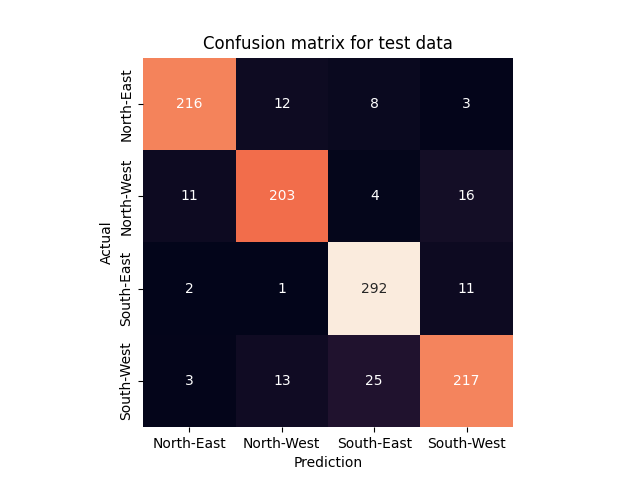 Confusion matrix for test data
North-East
216 12 8 3
North-West
11 203 4 16
Actual
South-East
2 1 292 11
South-West
3 13 25 217
North-East North-West South-East South-West
Prediction